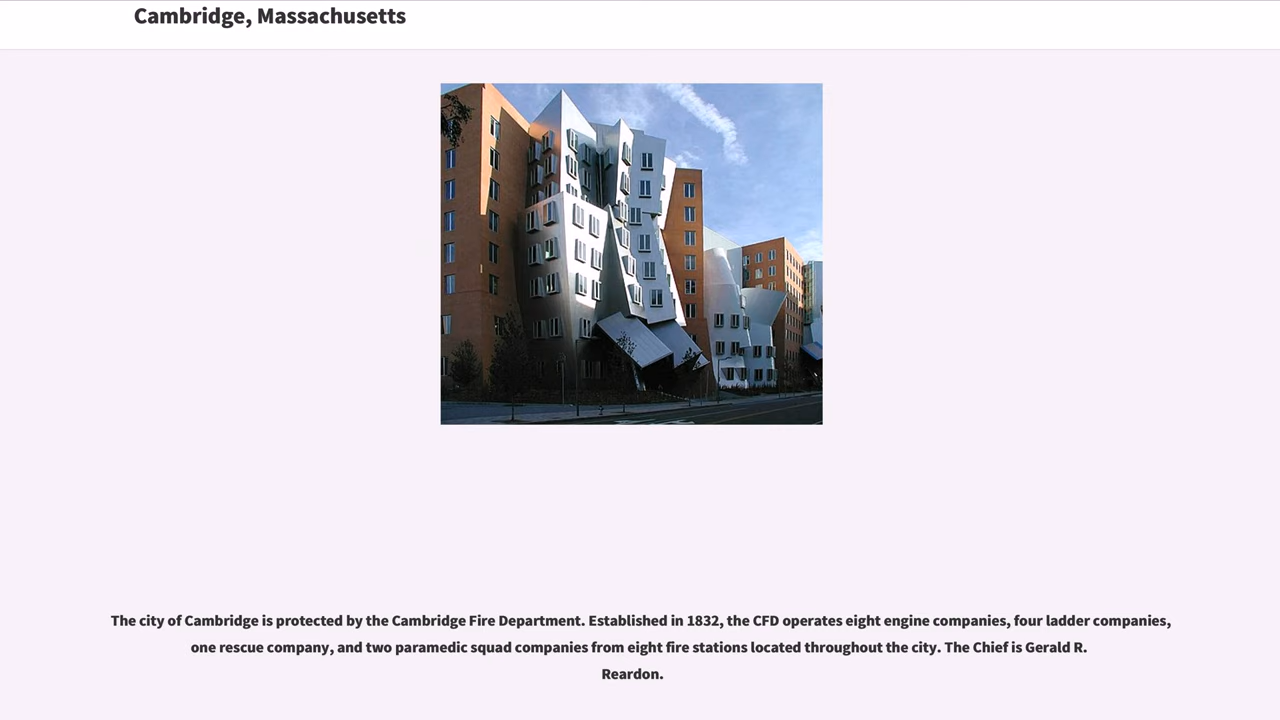 Cambridge, Massachusetts
The city of Cambridge is protected by the Cambridge Fire Department. Established in 1832, the CFD operates eight engine companies, four ladder companies,
one rescue company, and two paramedic squad companies from eight fire stations located throughout the city. The Chief is Gerald R.
Reardon.